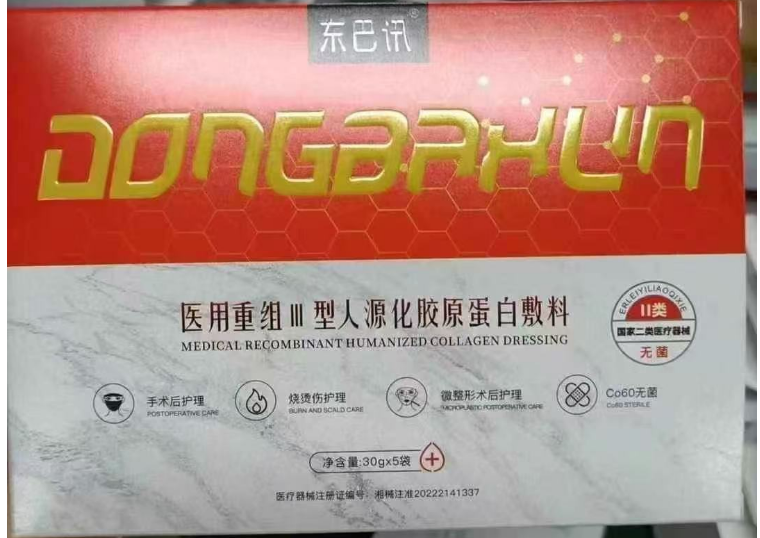 东巴讯®
DONGBAXUN
医用重组Ⅲ型人源化胶原蛋白敷料
MEDICAL RECOMBINANT HUMANIZED COLLAGEN DRESSING
ERLEIYILIAOQIXIE
II类
国家二类医疗器械
无菌
手术后护理
POSTOPERATIVE CARE
烧烫伤护理
BURN AND SCALD CARE
微整形术后护理
MICROPLASTIC POSTOPERATIVE CARE
Co60无菌
Co60 STERILE
净含量:30gx5袋
医疗器械注册证编号：湘械注准20222141337